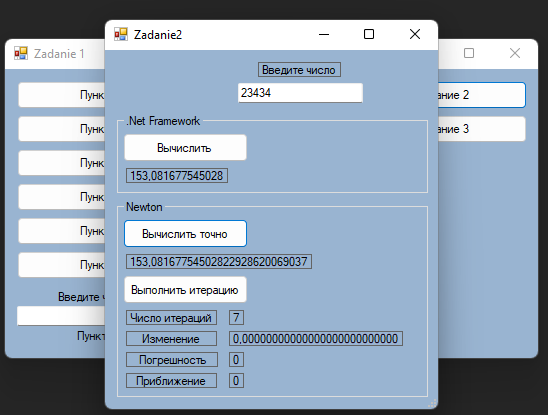 Zadanie2
Zadanie 1
Введите число
23434
.Net Framework
Вычислить
153,081677545028
Newton
Вычислить точно
153,08167754502822928620069037
Выполнить итерацию
Число итераций 7
Изменение 0,0000000000000000000000000000
Погрешность 0
Приближение 0
Пунк
Пунк
Пунк
Пунк
Пунк
Пунк
Введите ч
Пункт
ание 2
ание 3